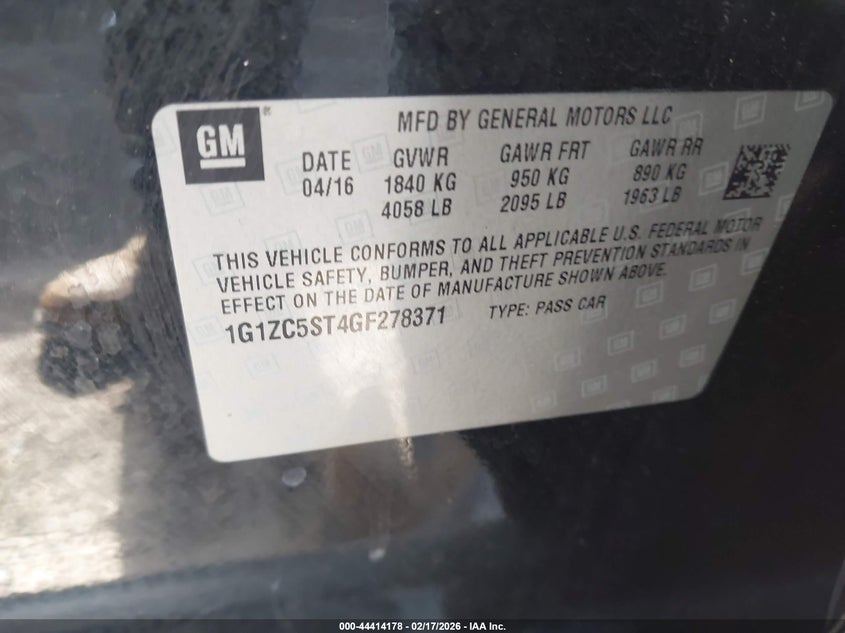 GM
MFD BY GENERAL MOTORS LLC
DATE GVWR GAWR FRT GAWR RR
04/16 1840 KG 950 KG 890 KG
4058 LB 2095 LB 1963 LB
THIS VEHICLE CONFORMS TO ALL APPLICABLE U.S. FEDERAL MOTOR
VEHICLE SAFETY, BUMPER, AND THEFT PREVENTION STANDARDS IN
EFFECT ON THE DATE OF MANUFACTURE SHOWN ABOVE.
1G1ZC5ST4GF278371 TYPE: PASS CAR
000-44414178 - 02/17/2026 - IAA Inc.